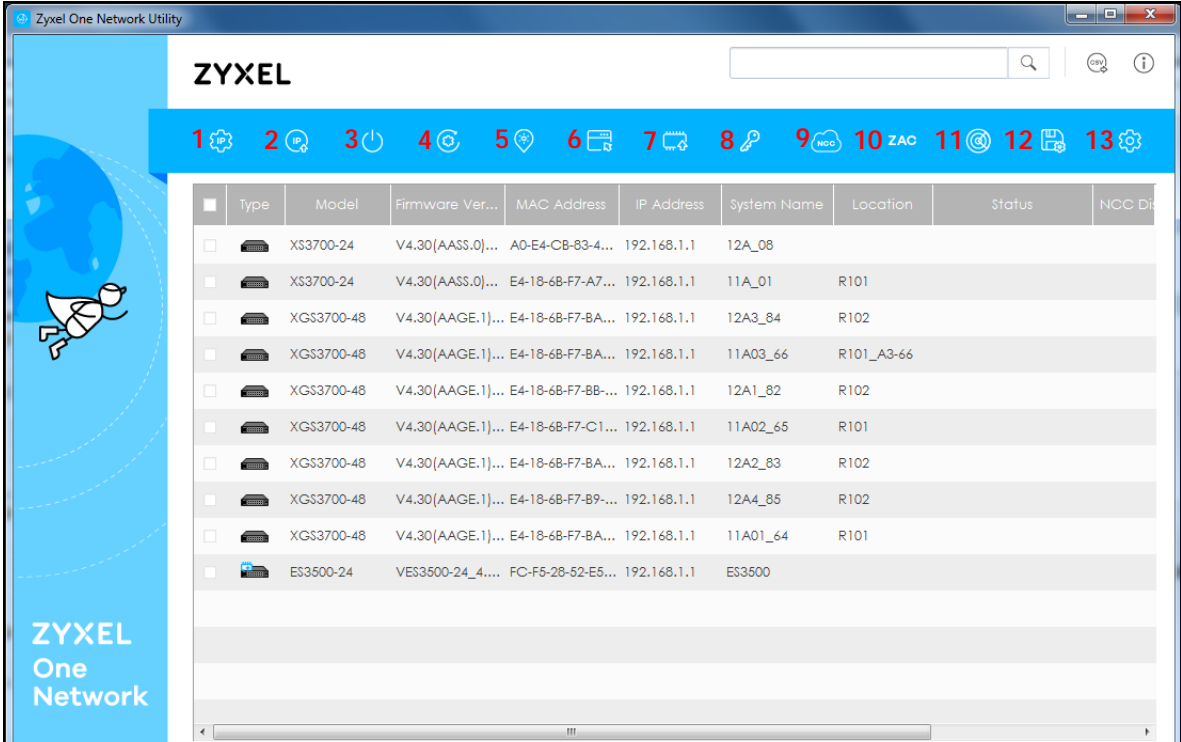 Zyxel One Network Utility
ZYXEL
CSV
1 IP 2 IP 3 4 5 6 7 8 9 NCC 10 ZAC 11 12 13
Type Model Firmware Ver... MAC Address IP Address System Name Location Status NCC Dis
XS3700-24 V4.30(AASS.0)... A0-E4-CB-83-4... 192.168.1.1 12A_08
XS3700-24 V4.30(AASS.0)... E4-18-6B-F7-A7... 192.168.1.1 11A_01 R101
XGS3700-48 V4.30(AAGE.1)... E4-18-6B-F7-BA... 192.168.1.1 12A3_84 R102
XGS3700-48 V4.30(AAGE.1)... E4-18-6B-F7-BA... 192.168.1.1 11A03_66 R101_A3-66
XGS3700-48 V4.30(AAGE.1)... E4-18-6B-F7-BB-... 192.168.1.1 12A1_82 R102
XGS3700-48 V4.30(AAGE.1)... E4-18-6B-F7-C1... 192.168.1.1 11A02_65 R101
XGS3700-48 V4.30(AAGE.1)... E4-18-6B-F7-BA... 192.168.1.1 12A2_83 R102
XGS3700-48 V4.30(AAGE.1)... E4-18-6B-F7-B9-... 192.168.1.1 12A4_85 R102
XGS3700-48 V4.30(AAGE.1)... E4-18-6B-F7-BA... 192.168.1.1 11A01_64 R101
ES3500-24 VES3500-24_4.... FC-F5-28-52-E5... 192.168.1.1 ES3500
ZYXEL
One
Network